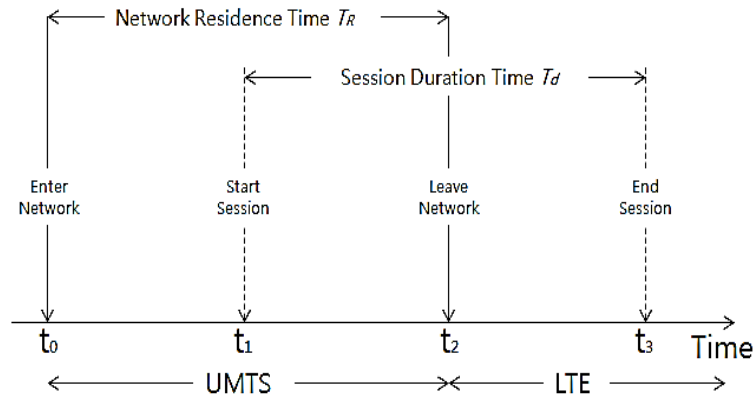 Network Residence Time TR
Session Duration Time Td
Enter
Network
Start
Session
Leave
Network
End
Session
t0
t1
t2
t3
Time
UMTS
LTE